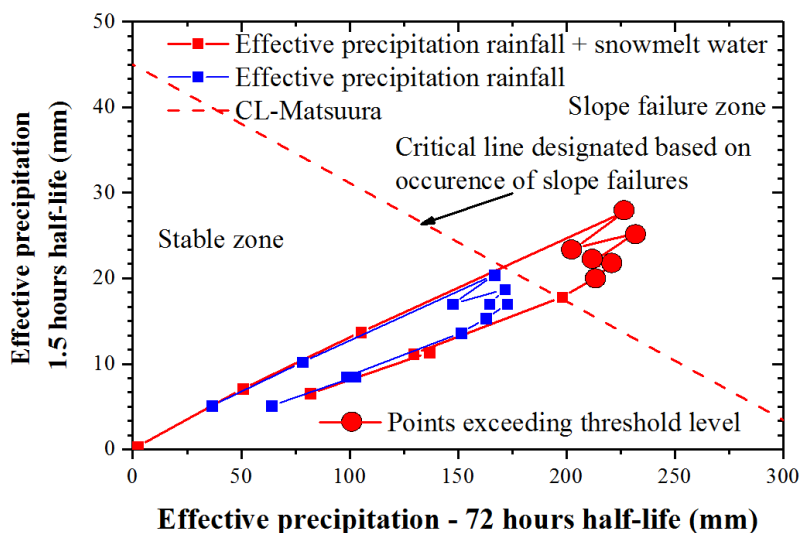 50
40
30
20
10
0
Effective precipitation rainfall + snowmelt water
Effective precipitation rainfall
CL-Matsuura
Slope failure zone
Critical line designated based on
occurence of slope failures
Stable zone
Points exceeding threshold level
0 50 100 150 200 250 300
Effective precipitation - 72 hours half-life (mm)
Effective precipitation
1.5 hours half-life (mm)